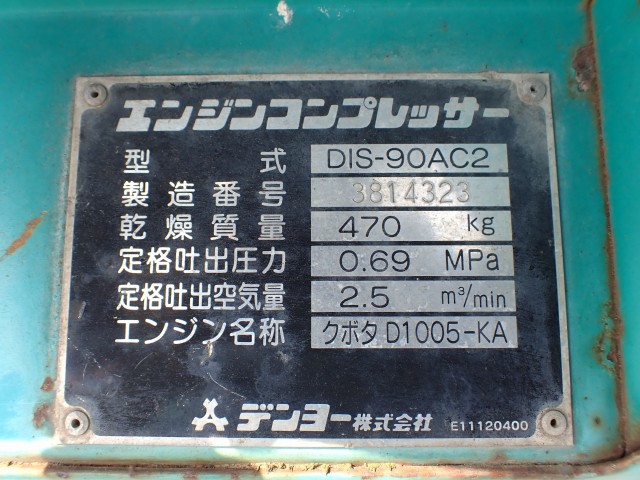 エンジンコンプレッサー
型式 DIS-90AC2
製造番号 3814323
乾燥質量 470 kg
定格吐出圧力 0.69 MPa
定格吐出空気量 2.5 m³/min
エンジン名称 クボタ D1005-KA
デンヨー株式会社 E11120400